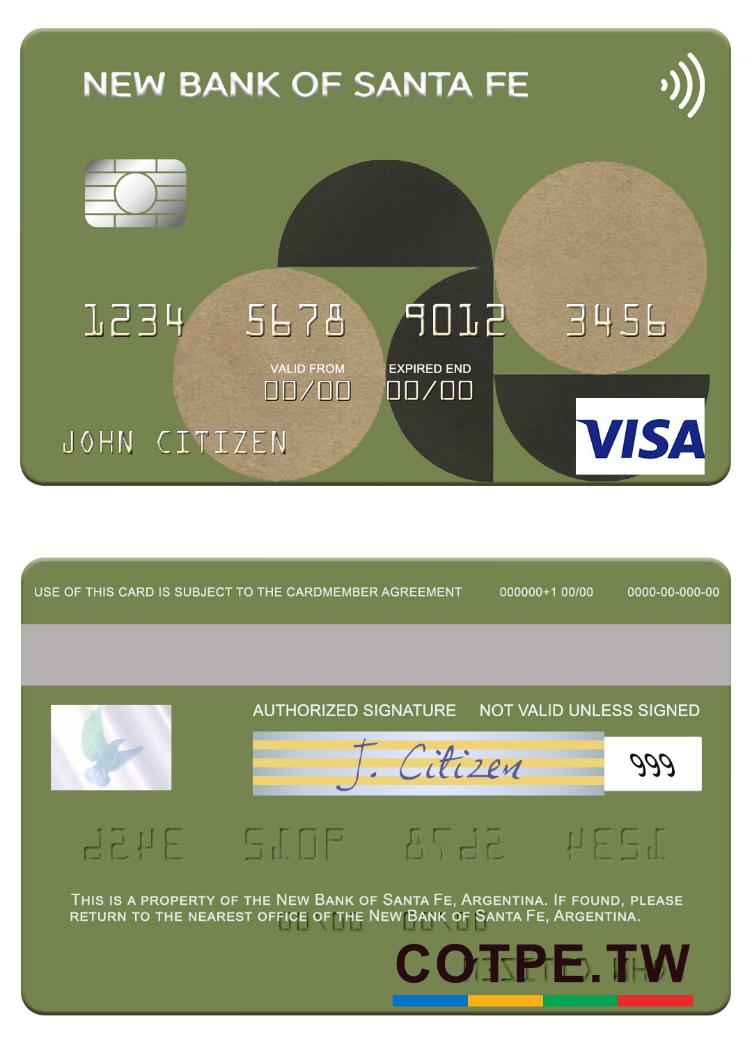 NEW BANK OF SANTA FE
1234 5678 9012 3456
VALID FROM EXPIRED END
00/00 00/00
JOHN CITIZEN
VISA
USE OF THIS CARD IS SUBJECT TO THE CARDMEMBER AGREEMENT 000000+1 00/00 0000-00-000-00
AUTHORIZED SIGNATURE NOT VALID UNLESS SIGNED
J. Citizen 999
THIS IS A PROPERTY OF THE NEW BANK OF SANTA FE, ARGENTINA. IF FOUND, PLEASE
RETURN TO THE NEAREST OFFICE OF THE NEW BANK OF SANTA FE, ARGENTINA.
COTPE.TW